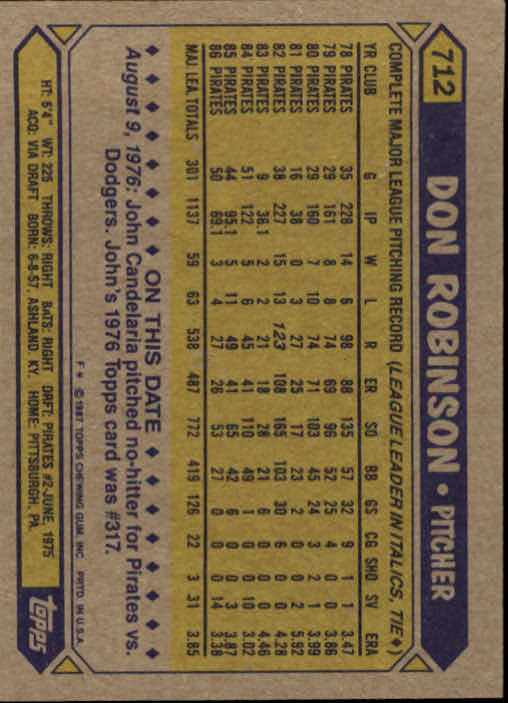 712 DON ROBINSON • PITCHER
COMPLETE MAJOR LEAGUE PITCHING RECORD (LEAGUE LEADER IN ITALICS, TIE♦)
YR CLUB G IP W L R ER SO BB GS CG SHO SV ERA
78 PIRATES 35 228 14 6 98 88 135 57 32 9 1 1 3.47
79 PIRATES 29 161 8 8 74 69 96 52 25 4 0 0 3.86
80 PIRATES 29 160 7 10 74 71 103 45 24 3 2 1 3.99
81 PIRATES 16 38 0 3 27 25 17 23 2 0 0 2 5.92
82 PIRATES 38 227 15 13 123 108 165 103 30 6 0 0 4.28
83 PIRATES 9 36.1 2 2 21 18 28 21 6 0 0 0 4.46
84 PIRATES 51 122 5 6 45 41 110 49 1 0 0 10 3.02
85 PIRATES 44 95.1 5 11 49 41 65 42 6 0 0 3 3.87
86 PIRATES 50 69.1 3 4 27 26 53 27 0 0 0 14 3.38
MAJ. LEA. TOTALS 301 1137 59 63 538 487 772 419 126 22 3 31 3.85
♦ ♦ ♦ ♦ ♦ ♦ ♦ ♦ ON THIS DATE ♦ ♦ ♦ ♦ ♦ ♦ ♦ ♦
August 9, 1976: John Candelaria pitched no-hitter for Pirates vs.
Dodgers. John's 1976 Topps card was #317.
F * © 1987 TOPPS CHEWING GUM, INC. PRTD. IN U.S.A.
HT: 6'4" WT: 225 THROWS: RIGHT BATS: RIGHT DRFT: PIRATES #2-JUNE, 1975
ACQ: VIA DRAFT BORN: 6-8-57, ASHLAND, KY. HOME: PITTSBURGH, PA.
TOPPS